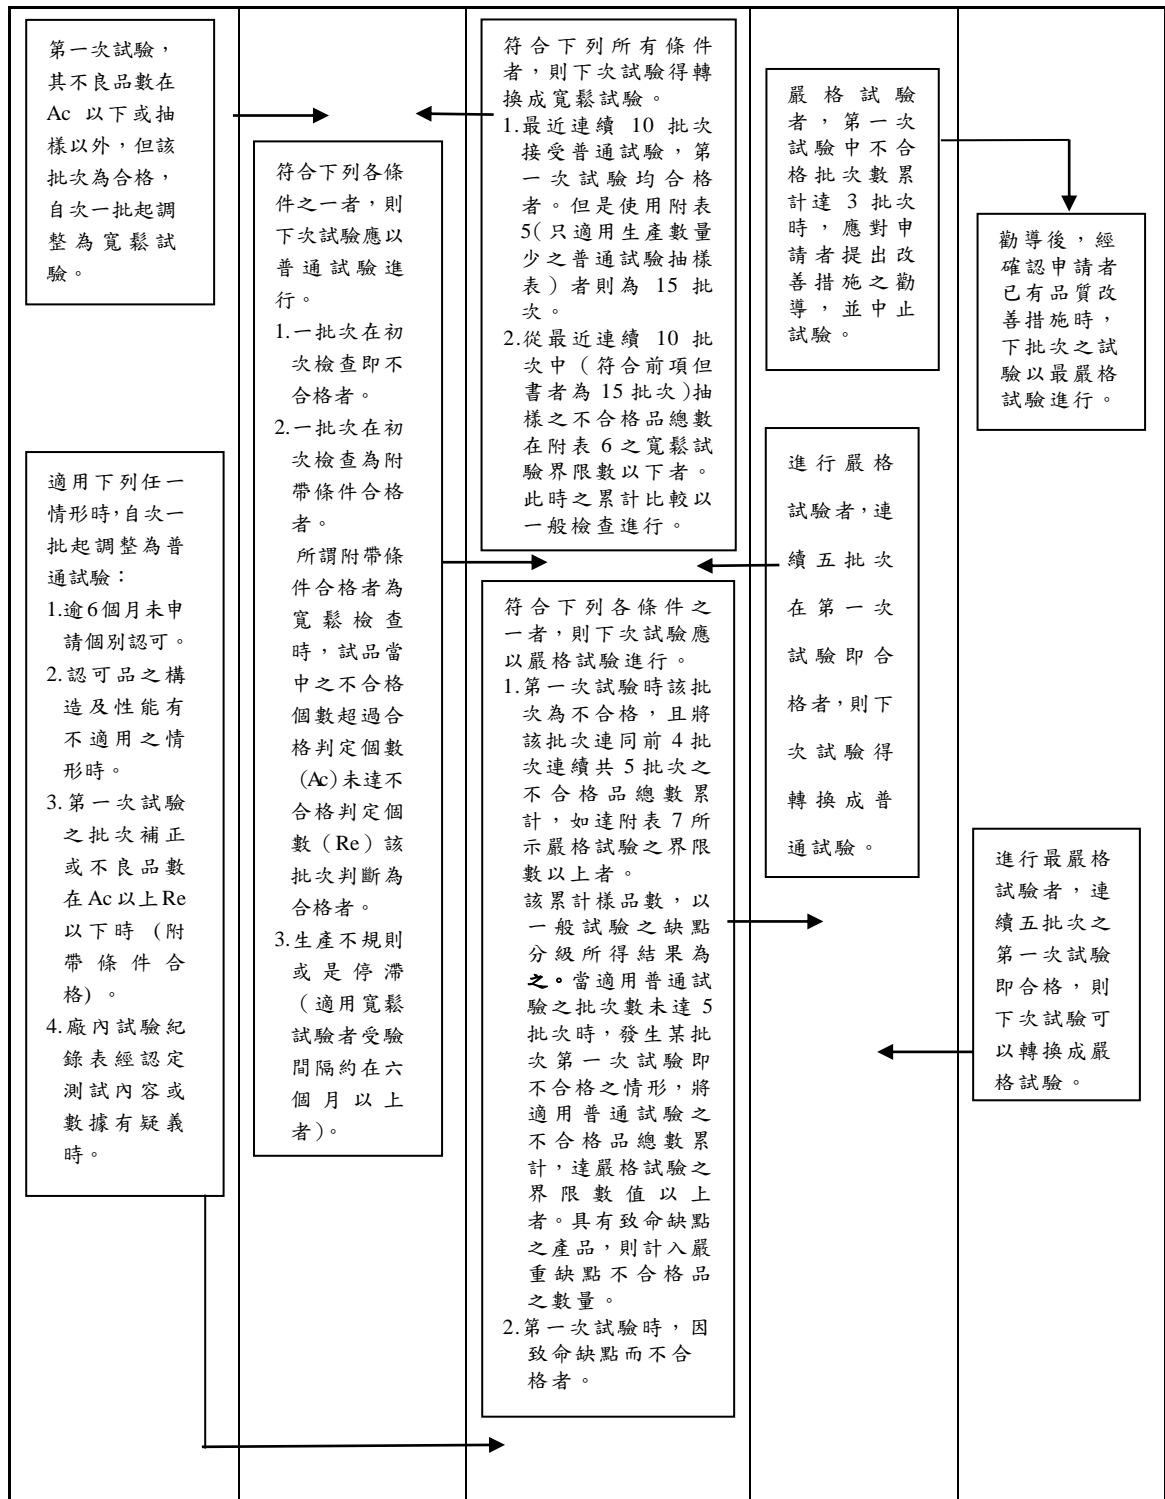 第一次試驗，
其不良品數在
Ac 以下或抽
樣以外，但該
批次為合格，
自次一批起調
整為寬鬆試
驗。
適用下列任一
情形時，自次一
批起調整為普
通試驗：
1.逾6個月未申
請個別認可。
2.認可品之構
造及性能有
不適用之情
形時。
3.第一次試驗
之批次補正
或不良品數
在Ac以上Re
以下時（附
帶條件合
格）。
4.廠內試驗紀
錄表經認定
測試內容或
數據有疑義
時。
符合下列各條
件之一者，則
下次試驗應以
普通試驗進
行。
1.一批次在初
次檢查即不
合格者。
2.一批次在初
次檢查為附
帶條件合格
者。
所謂附帶條
件合格者為
寬鬆檢查
時，試品當
中之不合格
個數超過合
格判定個數
(Ac)未達不
合格判定個
數（Re）該
批次判斷為
合格者。
3.生產不規則
或是停滯
（適用寬鬆
試驗者受驗
間隔約在六
個月以上
者）。
符合下列所有條件
者，則下次試驗得轉
換成寬鬆試驗。
1.最近連續 10 批次
接受普通試驗，第
一次試驗均合格
者。但是使用附表
5(只適用生產數量
少之普通試驗抽樣
表）者則為 15 批
次。
2.從最近連續 10 批
次中（符合前項但
書者為 15 批次）抽
樣之不合格品總數
在附表 6 之寬鬆試
驗界限數以下者。
此時之累計比較以
一般檢查進行。
符合下列各條件之
一者，則下次試驗應
以嚴格試驗進行。
1.第一次試驗時該批
次為不合格，且將
該批次連同前 4 批
次連續共 5 批次之
不合格品總數累
計，如達附表 7 所
示嚴格試驗之界限
數以上者。
該累計樣品數，以
一般試驗之缺點
分級所得結果為
之。當適用普通試
驗之批次數未達 5
批次時，發生某批
次第一次試驗即
不合格之情形，將
適用普通試驗之
不合格品總數累
計，達嚴格試驗之
界限數值以上
者。具有致命缺點
之產品，則計入嚴
重缺點不合格品
之數量。
2.第一次試驗時，因
致命缺點而不合
格者。
嚴格試驗
者，第一次
試驗中不合
格批次數累
計達 3 批次
時，應對申
請者提出改
善措施之勸
導，並中止
試驗。
進行嚴格
試驗者，連
續五批次
在第一次
試驗即合
格者，則下
次試驗得
轉換成普
通試驗。
勸導後，經
確認申請者
已有品質改
善措施時，
下批次之試
驗以最嚴格
試驗進行。
進行最嚴格
試驗者，連
續五批次之
第一次試驗
即合格，則
下次試驗可
以轉換成嚴
格試驗。